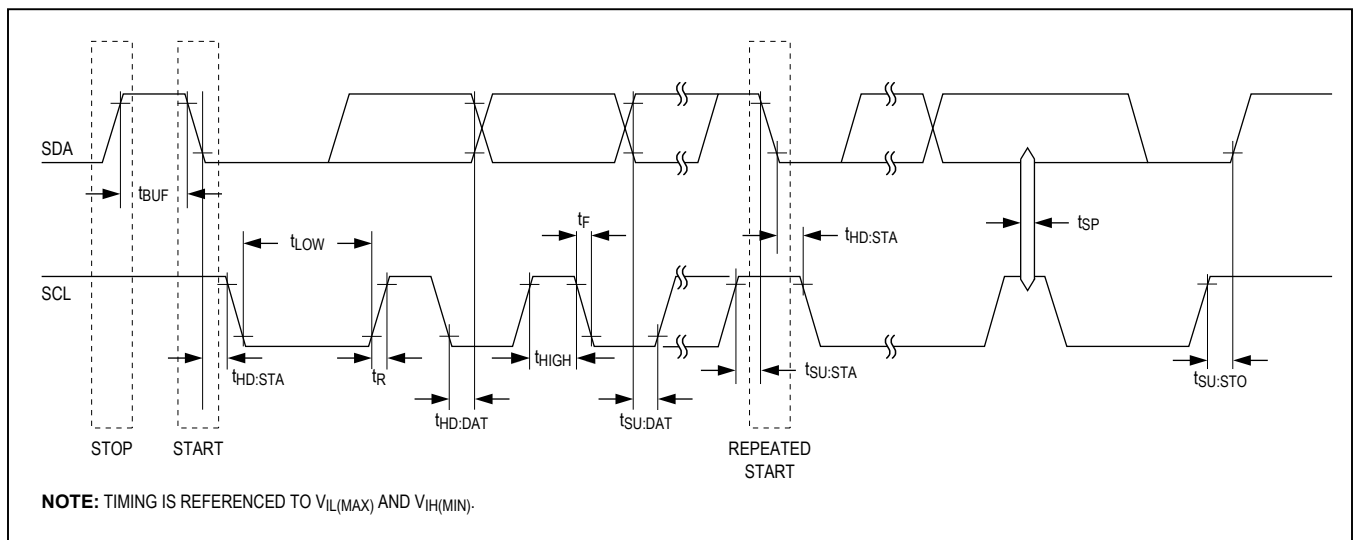 SDA
tBUF
tLOW
tF
tHD:STA
tSP
SCL
tHD:STA
tR
tHD:DAT
tHIGH
tSU:DAT
tSU:STA
tSU:STO
STOP
START
REPEATED
START
NOTE: TIMING IS REFERENCED TO VIL(MAX) AND VIH(MIN).